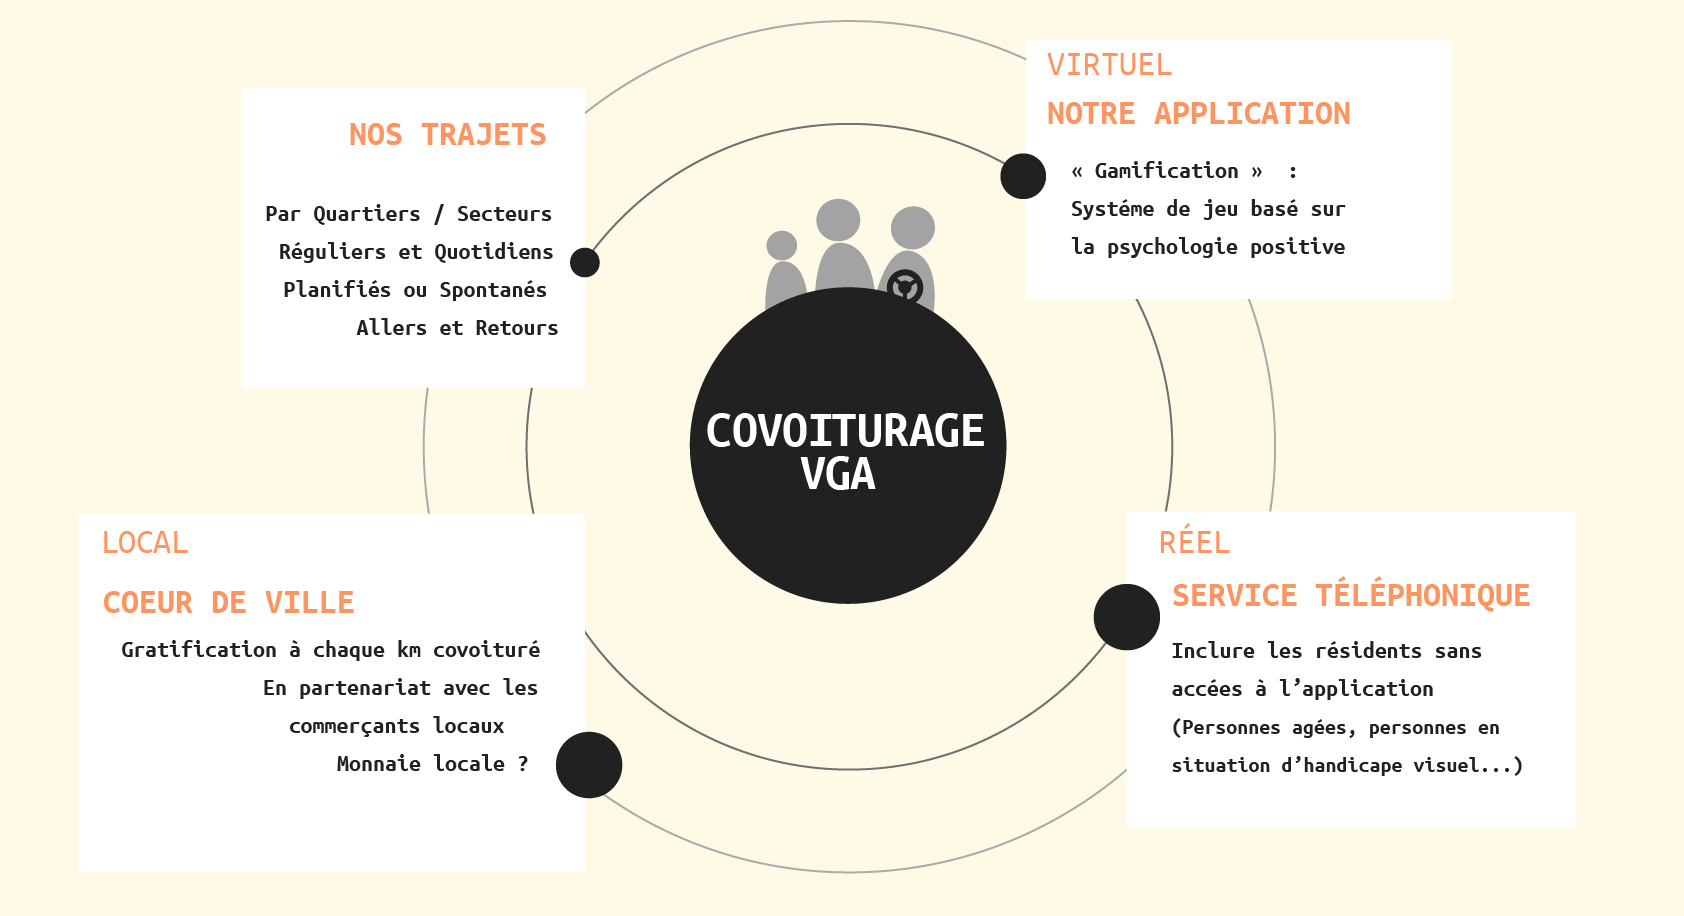 NOS TRAJETS
Par Quartiers / Secteurs
Réguliers et Quotidiens
Planifiés ou Spontanés
Allers et Retours
VIRTUEL
NOTRE APPLICATION
« Gamification » :
Systéme de jeu basé sur
la psychologie positive
COVOITURAGE
VGA
LOCAL
COEUR DE VILLE
Gratification à chaque km covoituré
En partenariat avec les
commerçants locaux
Monnaie locale ?
RÉEL
SERVICE TÉLÉPHONIQUE
Inclure les résidents sans
accées à l’application
(Personnes agées, personnes en
situation d’handicape visuel...)